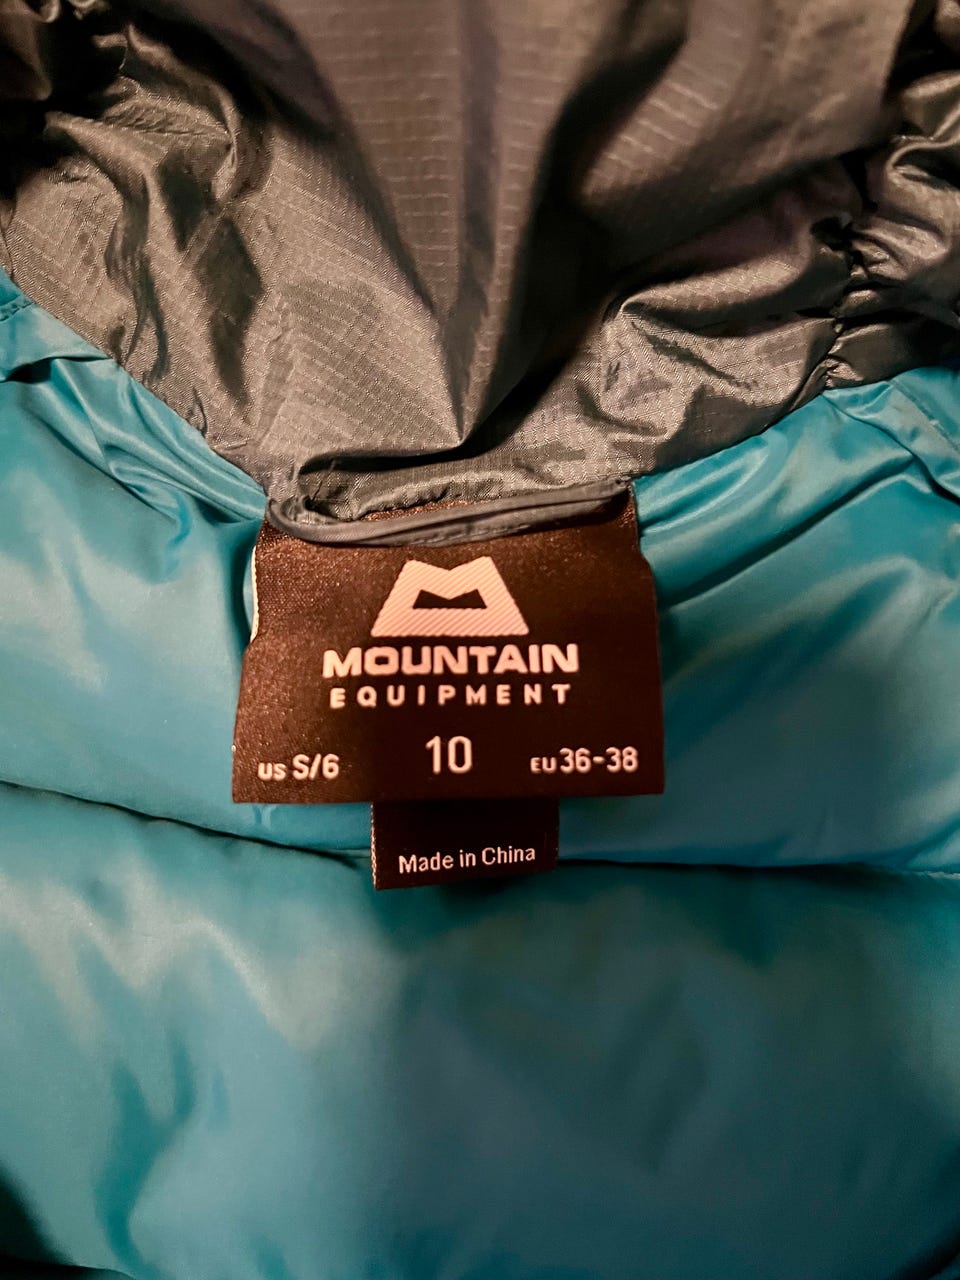 MOUNTAIN
EQUIPMENT
US S/6 10 EU 36-38
Made in China